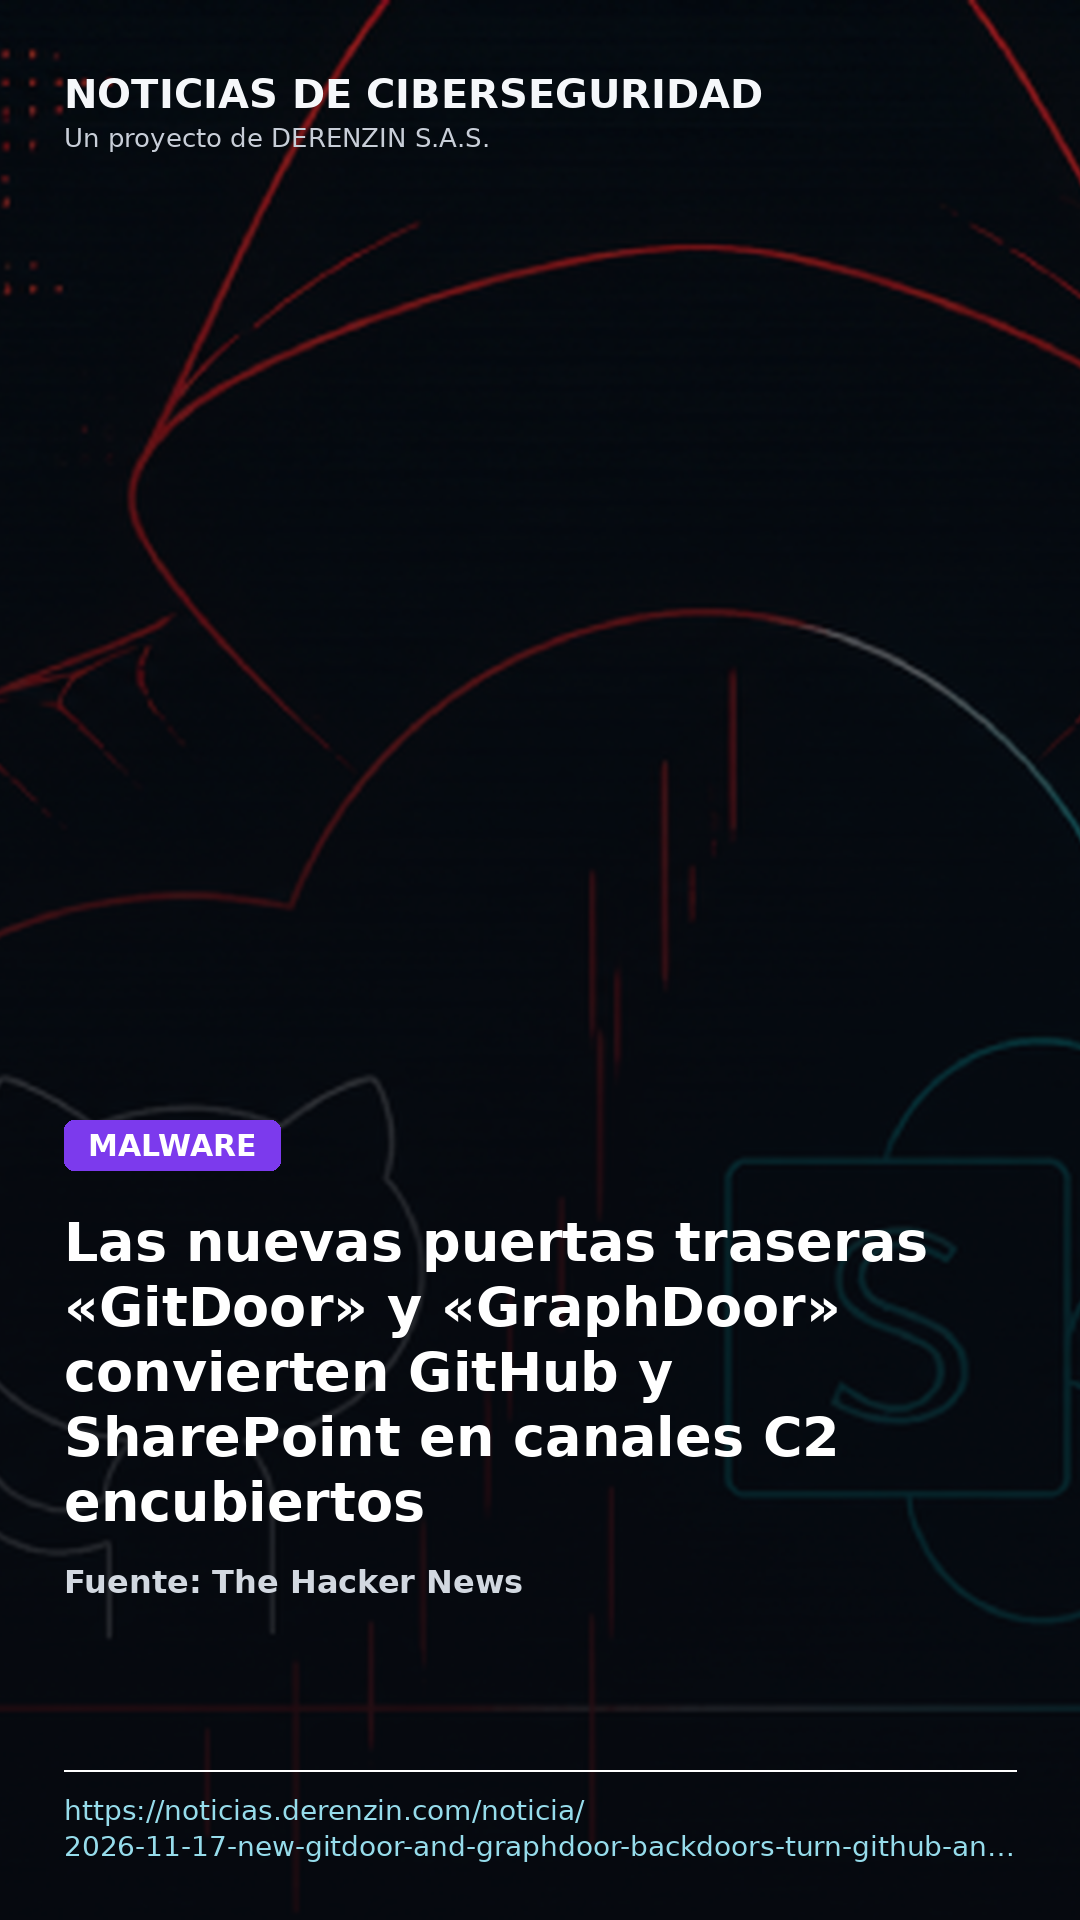 NOTICIAS DE CIBERSEGURIDAD
Un proyecto de DERENZIN S.A.S.
MALWARE
Las nuevas puertas traseras
«GitDoor» y «GraphDoor»
convierten GitHub y
SharePoint en canales C2
encubiertos
S
Fuente: The Hacker News
https://noticias.derenzin.com/noticia/
2026-11-17-new-gitdoor-and-graphdoor-backdoors-turn-github-an...